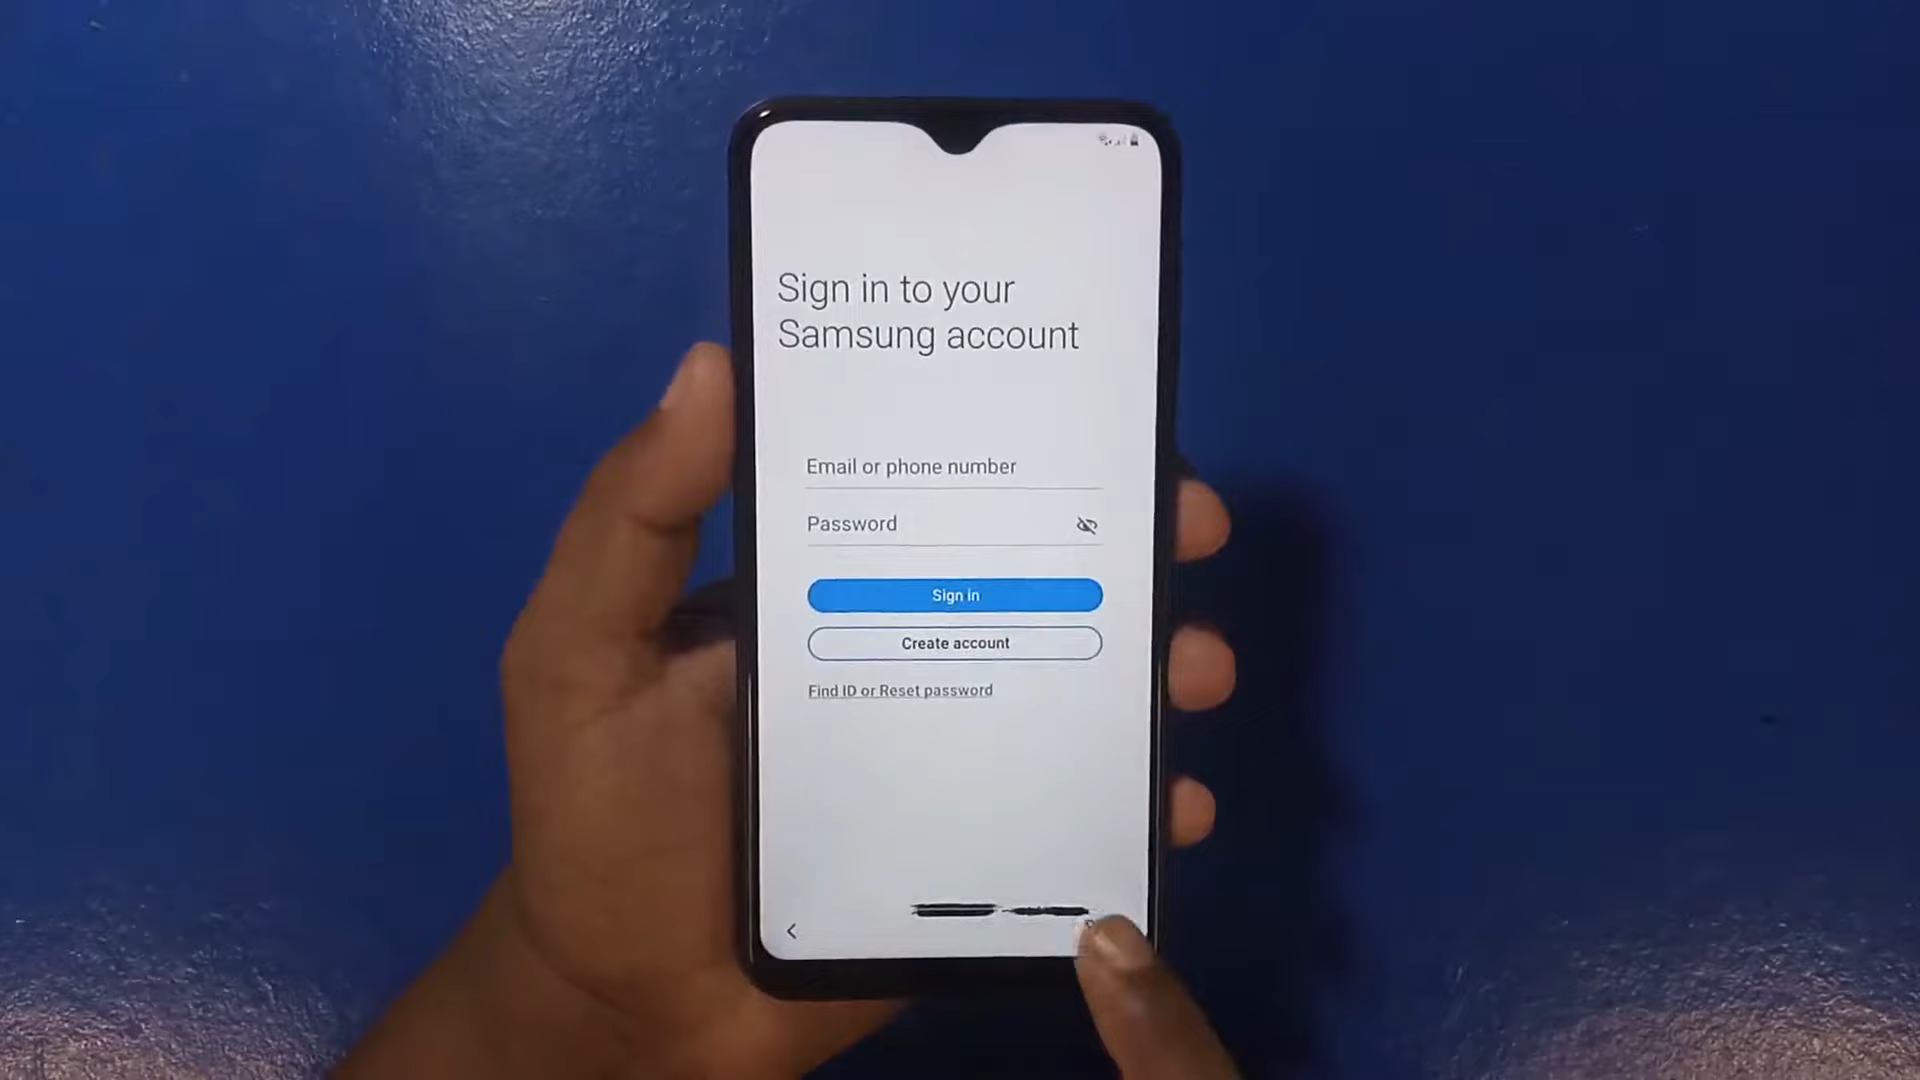 Sign in to your
Samsung account
Email or phone number
Password
Sign in
Create account
Find ID or Reset password